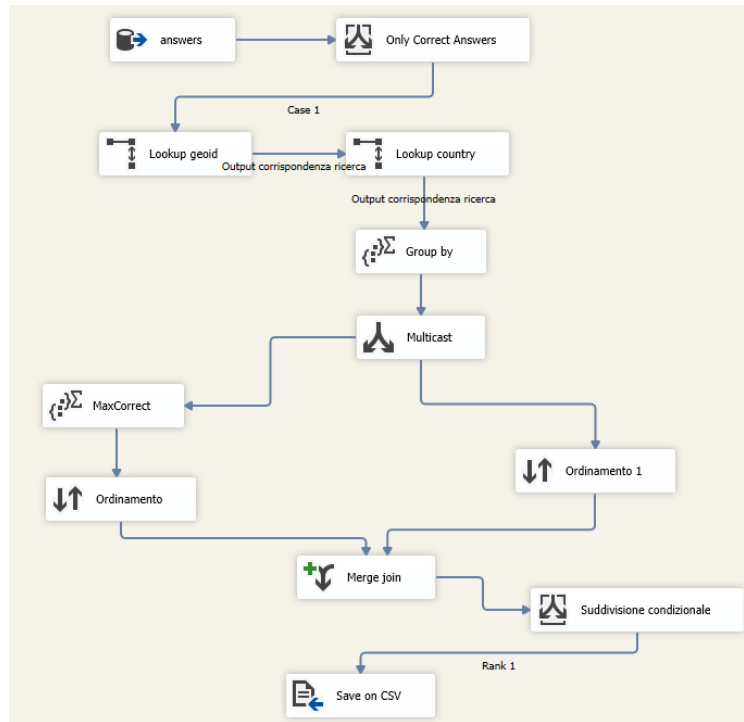 answers
Only Correct Answers
Case 1
Lookup geoid
Output corrispondenza ricerca
Lookup country
Output corrispondenza ricerca
Group by
Multicast
MaxCorrect
Ordinamento
Ordinamento 1
Merge join
Suddivisione condizionale
Rank 1
Save on CSV